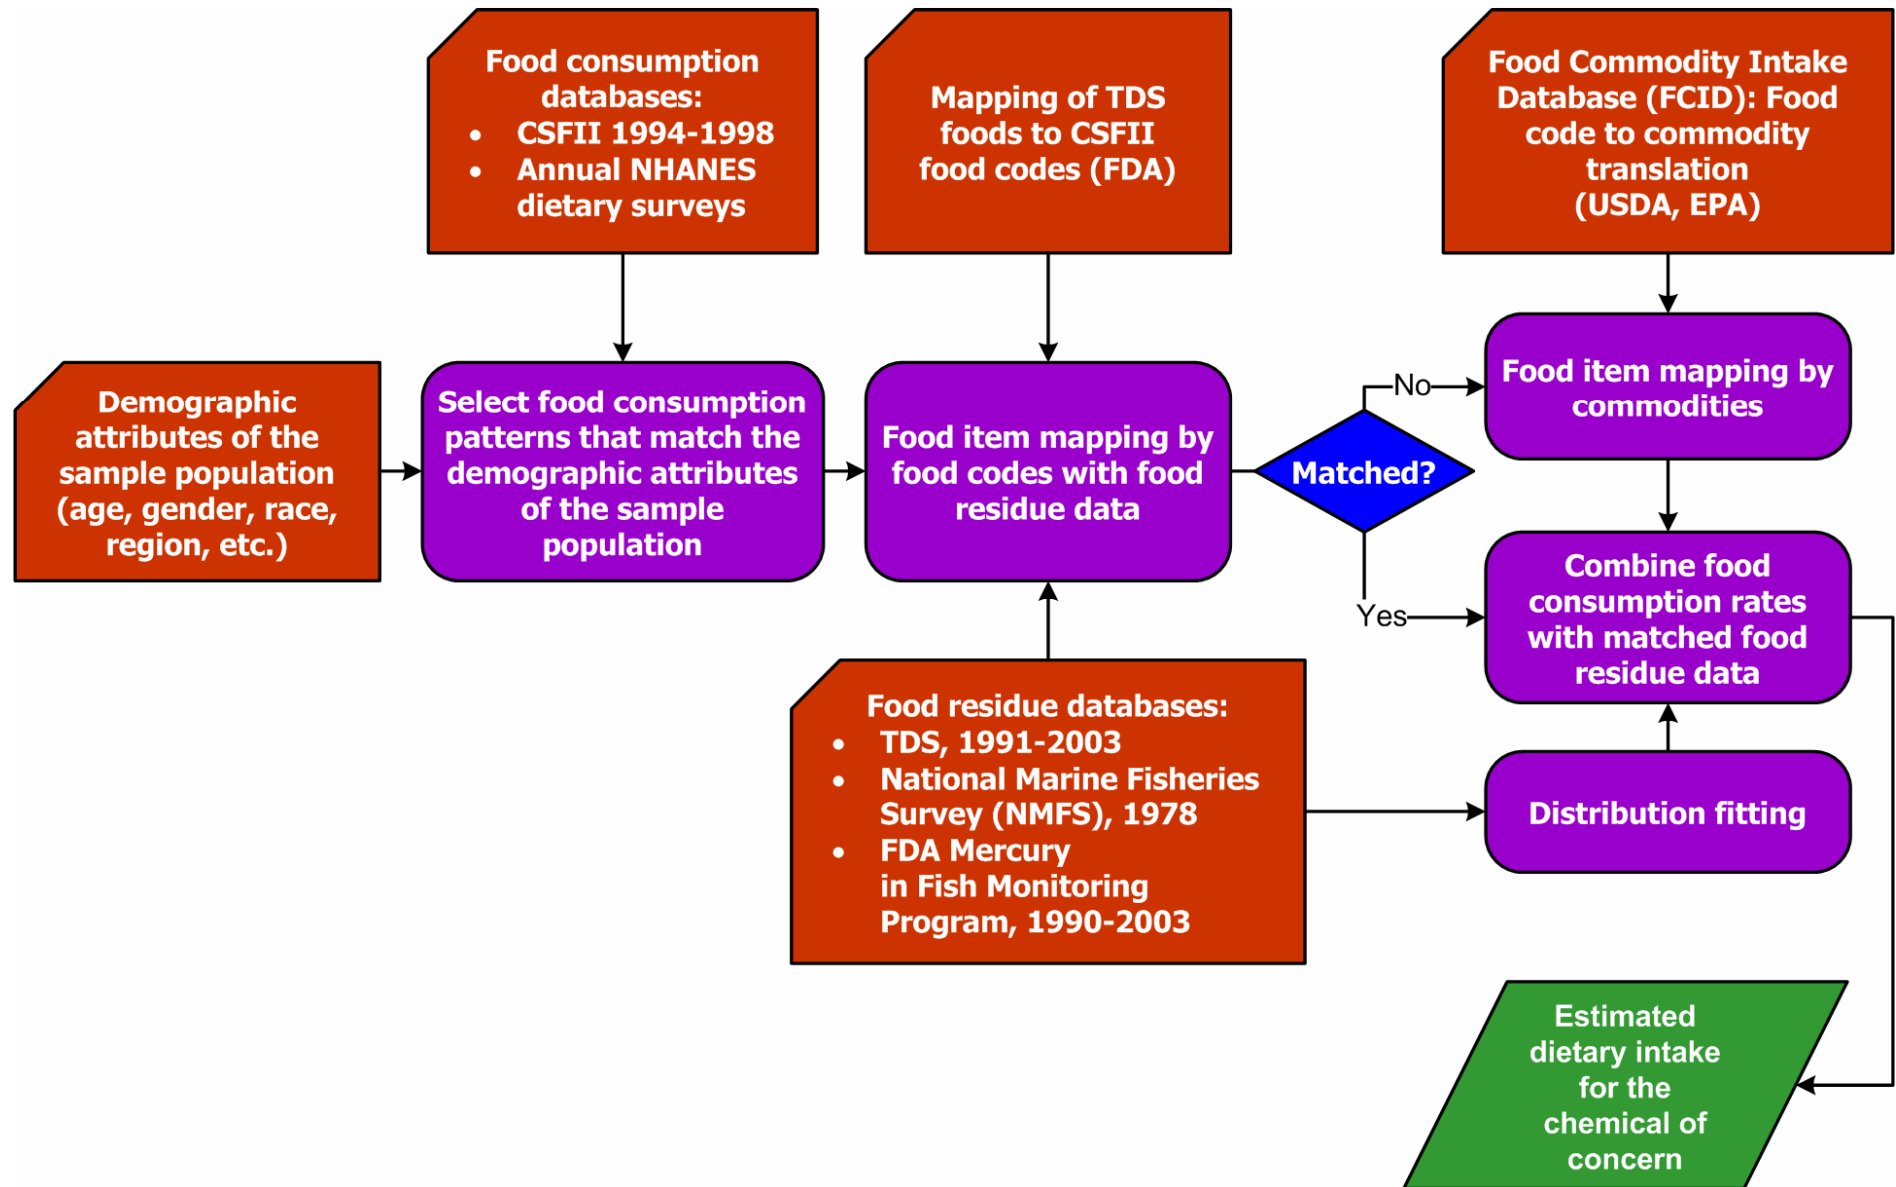 Food consumption
databases:
• CSFII 1994-1998
• Annual NHANES
dietary surveys
Mapping of TDS
foods to CSFII
food codes (FDA)
Food Commodity Intake
Database (FCID): Food
code to commodity
translation
(USDA, EPA)
Demographic
attributes of the
sample population
(age, gender, race,
region, etc.)
Select food consumption
patterns that match the
demographic attributes
of the sample
population
Food item mapping by
food codes with food
residue data
Matched?
No
Yes
Food item mapping by
commodities
Combine food
consumption rates
with matched food
residue data
Food residue databases:
• TDS, 1991-2003
• National Marine Fisheries
Survey (NMFS), 1978
• FDA Mercury
in Fish Monitoring
Program, 1990-2003
Distribution fitting
Estimated
dietary intake
for the
chemical of
concern